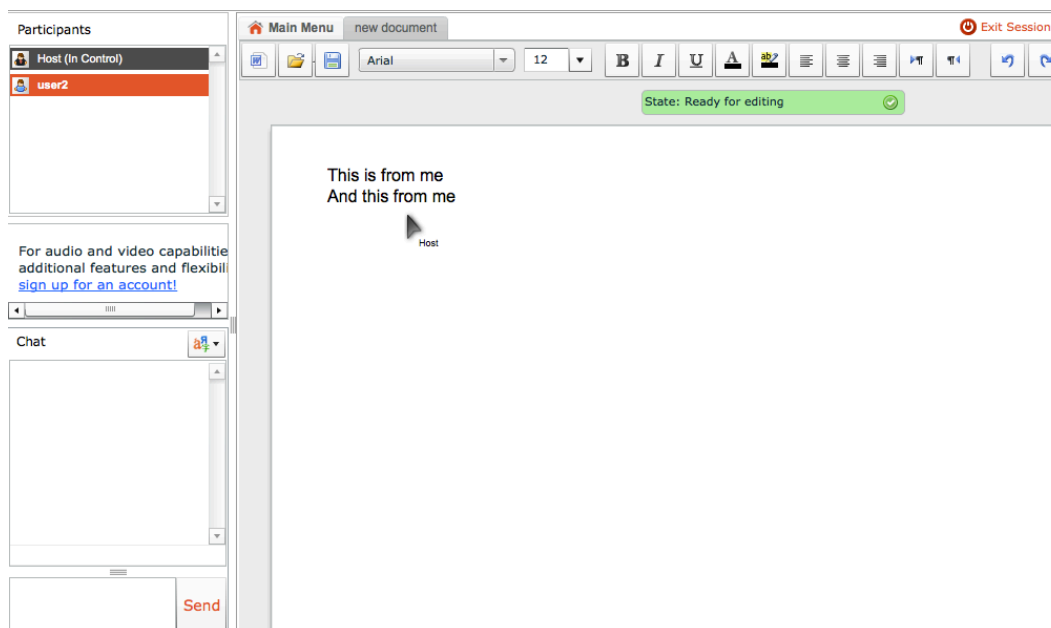 Participants
Host (In Control)
user2
For audio and video
additional features and
sign up for an account!
Chat
Send
Main Menu
new document
Exit Session
Arial
12
B
I
U
A
ab
State: Ready for editing
This is from me
And this from me
Host